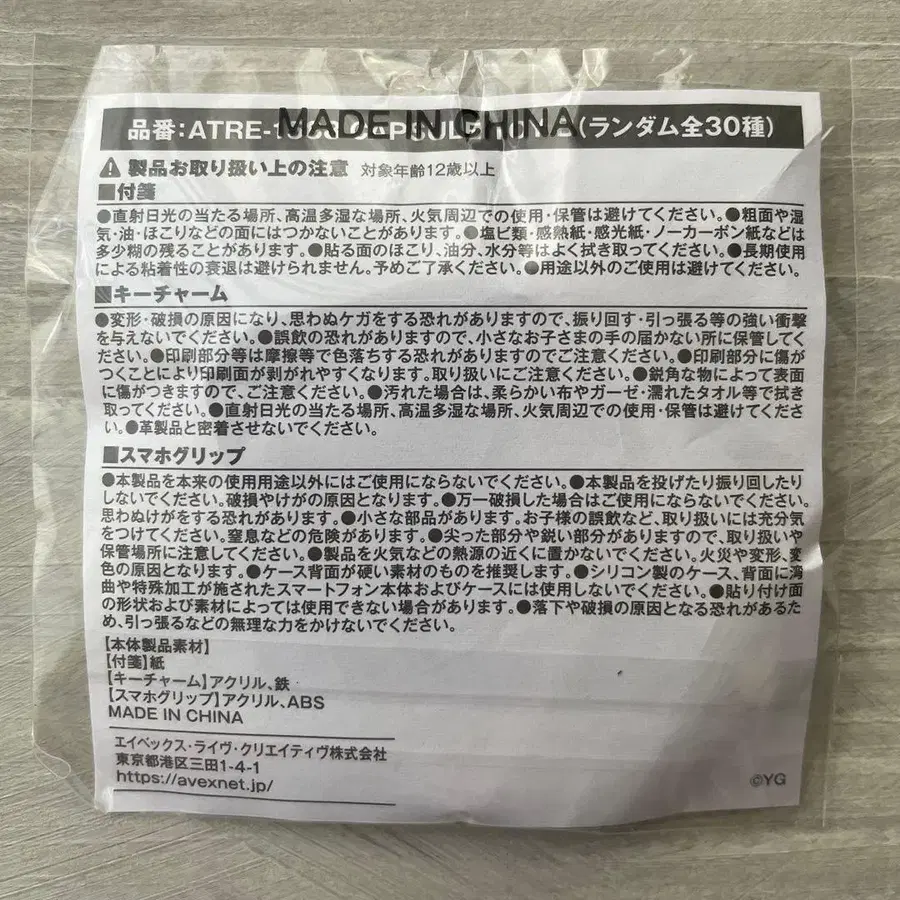 MADE IN CHINA
品番:ATRE-1 (ランダム全30種)
製品お取り扱い上の注意 対象年齢12歳以上
■付箋
●直射日光の当たる場所、高温多湿な場所、火気周辺での使用・保管は避けてください。●粗面や湿
気・油・ほこりなどの面にはつかないことがあります。●塩ビ類・感熱紙・感光紙・ノーカーボン紙などは
多少糊の残ることがあります。●貼る面のほこり、油分、水分等はよく拭き取ってください。●長期使用
による粘着性の衰退は避けられません。予めご了承ください。●用途以外のご使用は避けてください。
■キーチャーム
●変形・破損の原因になり、思わぬケガをする恐れがありますので、振り回す・引っ張る等の強い衝撃
を与えないでください。●誤飲の恐れがありますので、小さなお子さまの手の届かない所に保管してく
ださい。●印刷部分等は摩擦等で色落ちする恐れがありますのでご注意ください。●印刷部分に傷が
つくことにより印刷面が剥がれやすくなります。取り扱いにご注意ください。●鋭角な物によって表面
に傷がつきますので、ご注意ください。●汚れた場合は、柔らかい布やガーゼ・濡れたタオル等で拭き
取ってください。●直射日光の当たる場所、高温多湿な場所、火気周辺での使用・保管は避けてくださ
い。●革製品と密着させないでください。
■スマホグリップ
●本製品を本来の使用用途以外にはご使用にならないでください。●本製品を投げたり振り回したり
しないでください。破損やけがの原因となります。●万一破損した場合はご使用にならないでください。
思わぬけがをする恐れがあります。●小さな部品があります。お子様の誤飲など、取り扱いには充分気
をつけてください。窒息などの危険があります。●尖った部分や鋭い部分がありますので、取り扱いや
保管場所に注意してください。●製品を火気などの熱源の近くに置かないでください。火災や変形、変
色の原因となります。●ケース背面が硬い素材のものを推奨します。●シリコン製のケース、背面に湾
曲や特殊加工が施されたスマートフォン本体およびケースには使用しないでください。●貼り付け面
の形状および素材によっては使用できない場合があります。●落下や破損の原因となる恐れがあるた
め、引っ張るなどの無理な力をかけないでください。
【本体製品素材】
【付箋】紙
【キーチャーム】アクリル、鉄
【スマホグリップ】アクリル、ABS
MADE IN CHINA
エイベックス・ライヴ・クリエイティヴ株式会社
東京都港区三田1-4-1
https://avexnet.jp/
©YG